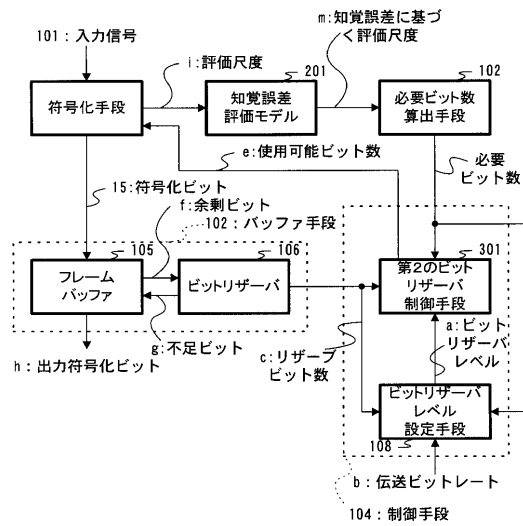 101：入力信号
i：評価尺度
m：知覚誤差に基づ
く評価尺度
符号化手段
201
知覚誤差
評価モデル
102
必要ビット数
算出手段
e：使用可能ビット数
必要
ビット数
15：符号化ビット
f：余剰ビット
102：バッファ手段
105
フレーム
バッファ
106
ビットリザーバ
301
第2のビット
リザーバ
制御手段
g：不足ビット
h：出力符号化ビット
c：リザーブ
ビット数
a：ビット
リザーバ
レベル
ビットリザーバ
レベル
設定手段
108
b：伝送ビットレート
104：制御手段